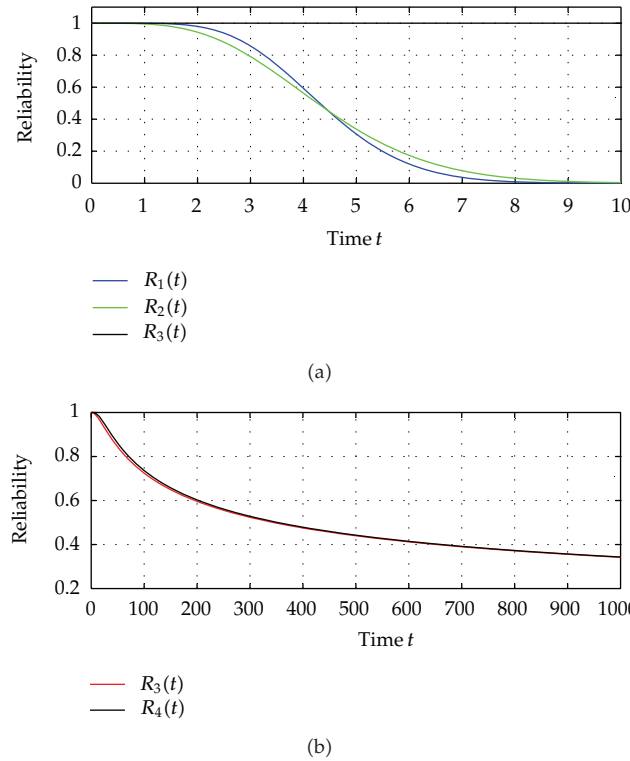 1
0.8
0.6
0.4
0.2
0
Reliability
0 1 2 3 4 5 6 7 8 9 10
Time t
R₁(t)
R₂(t)
R₃(t)
(a)
1
0.8
0.6
0.4
0.2
Reliability
0 100 200 300 400 500 600 700 800 900
Time t
R₃(t)
R₄(t)
(b)